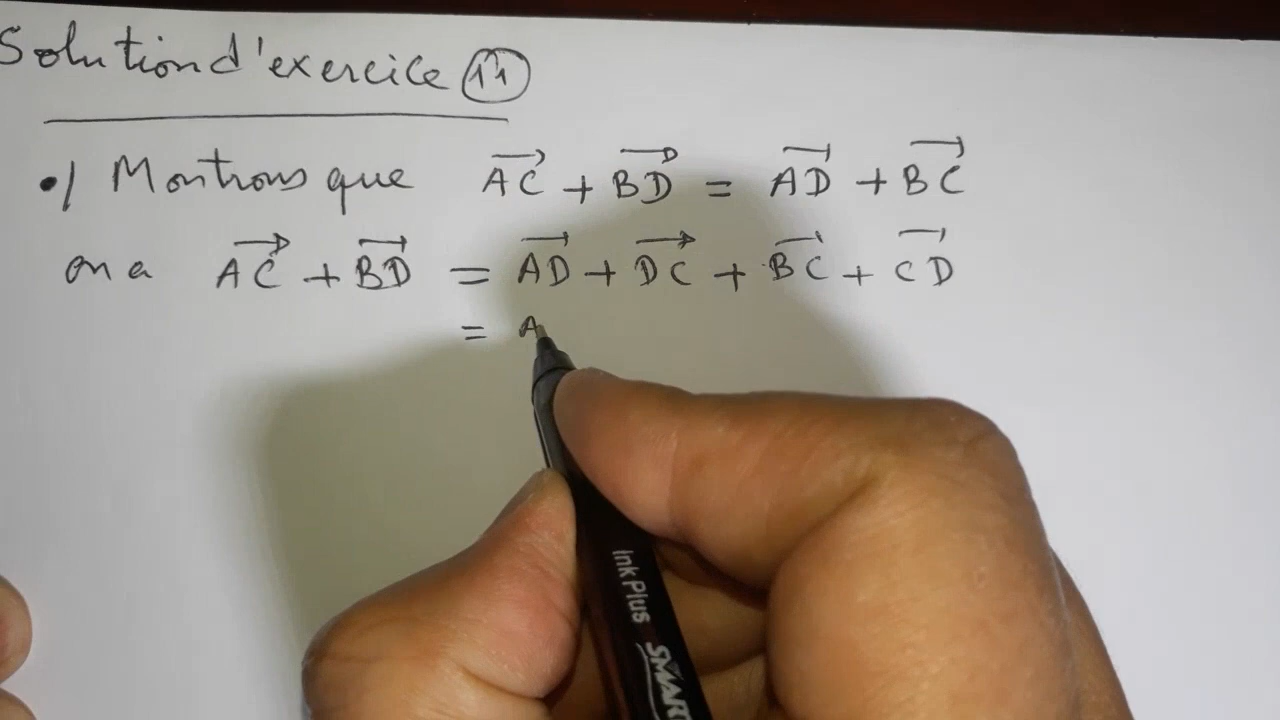 Solution d'exercice 11
•/ Montrons que AC + BD = AD + BC
on a AC + BD = AD + DC + BC + CD
= A
Ink Plus SMART